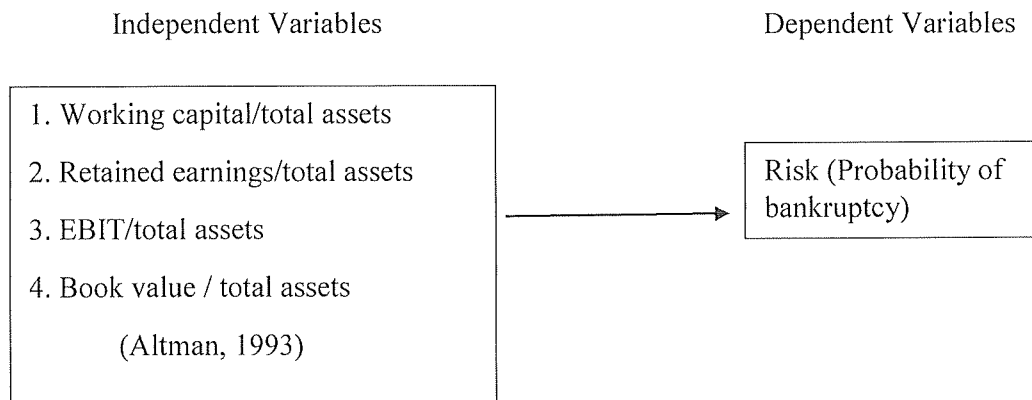 Independent Variables
Dependent Variables
1. Working capital/total assets
2. Retained earnings/total assets
3. EBIT/total assets
4. Book value / total assets
(Altman, 1993)
Risk (Probability of
bankruptcy)